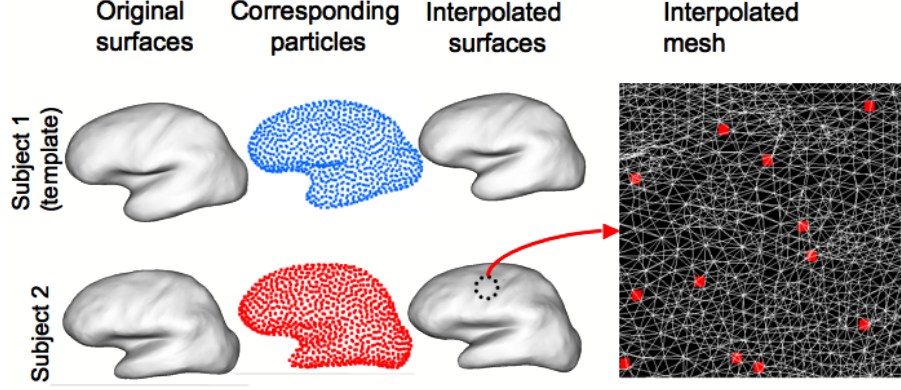 Original
surfaces
Corresponding
particles
Interpolated
surfaces
Interpolated
mesh
Subject 1
(template)
Subject 2